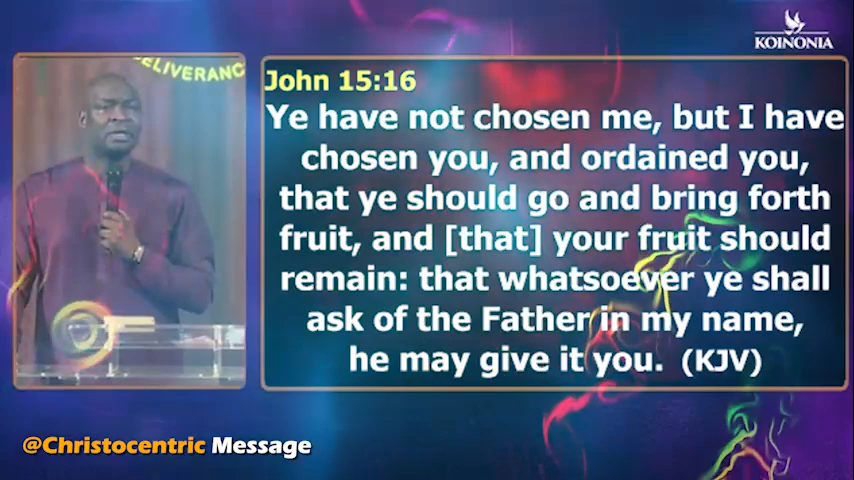 KOINONIA
ELIVERANC
John 15:16
Ye have not chosen me, but I have
chosen you, and ordained you,
that ye should go and bring forth
fruit, and [that] your fruit should
remain: that whatsoever ye shall
ask of the Father in my name,
he may give it you. (KJV)
@Christocentric Message